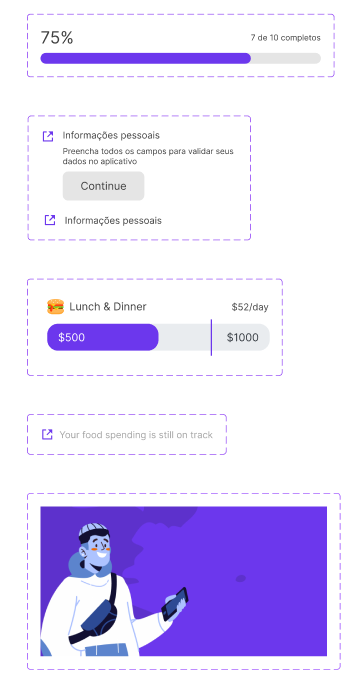 75%
7 de 10 completos
Informações pessoais
Preencha todos os campos para validar seus
dados no aplicativo
Continue
Informações pessoais
Lunch & Dinner
$52/day
$500
$1000
Your food spending is still on track